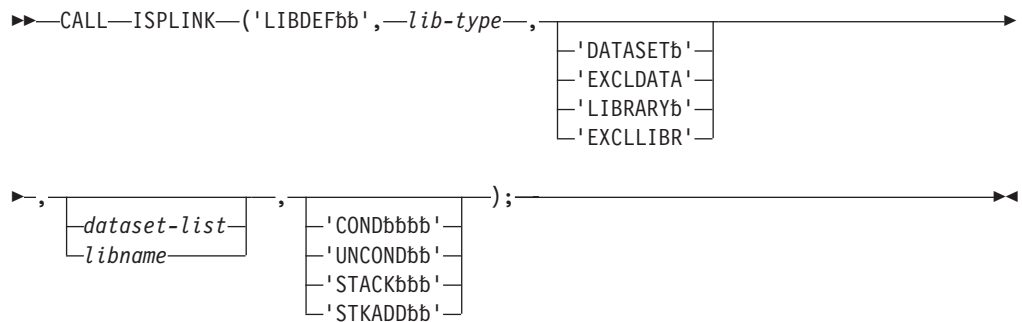 ►►─CALL─ISPLINK─('LIBDEFƀƀ',─lib-type─,─►
'DATASETƀ'
'EXCLDATA'
'LIBRARYƀ'
'EXCLLIBR'
►─,─,─);─►◄
dataset-list 'CONDƀƀƀƀ'
libname 'UNCONDƀƀ'
'STACKƀƀƀ'
'STKADDƀƀ'